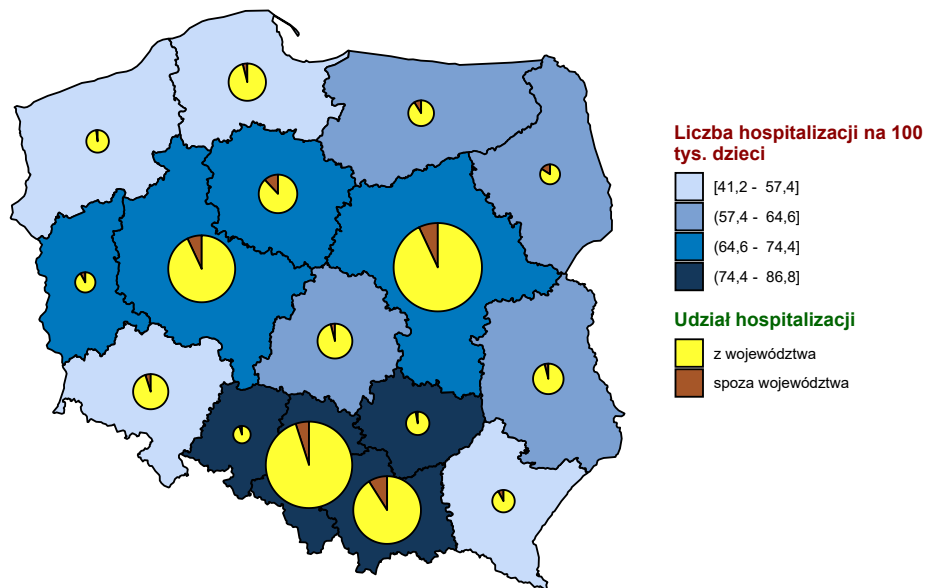 Liczba hospitalizacji na 100
tys. dzieci
[41,2 - 57,4]
(57,4 - 64,6]
(64,6 - 74,4]
(74,4 - 86,8]
Udział hospitalizacji
z województwa
spoza województwa